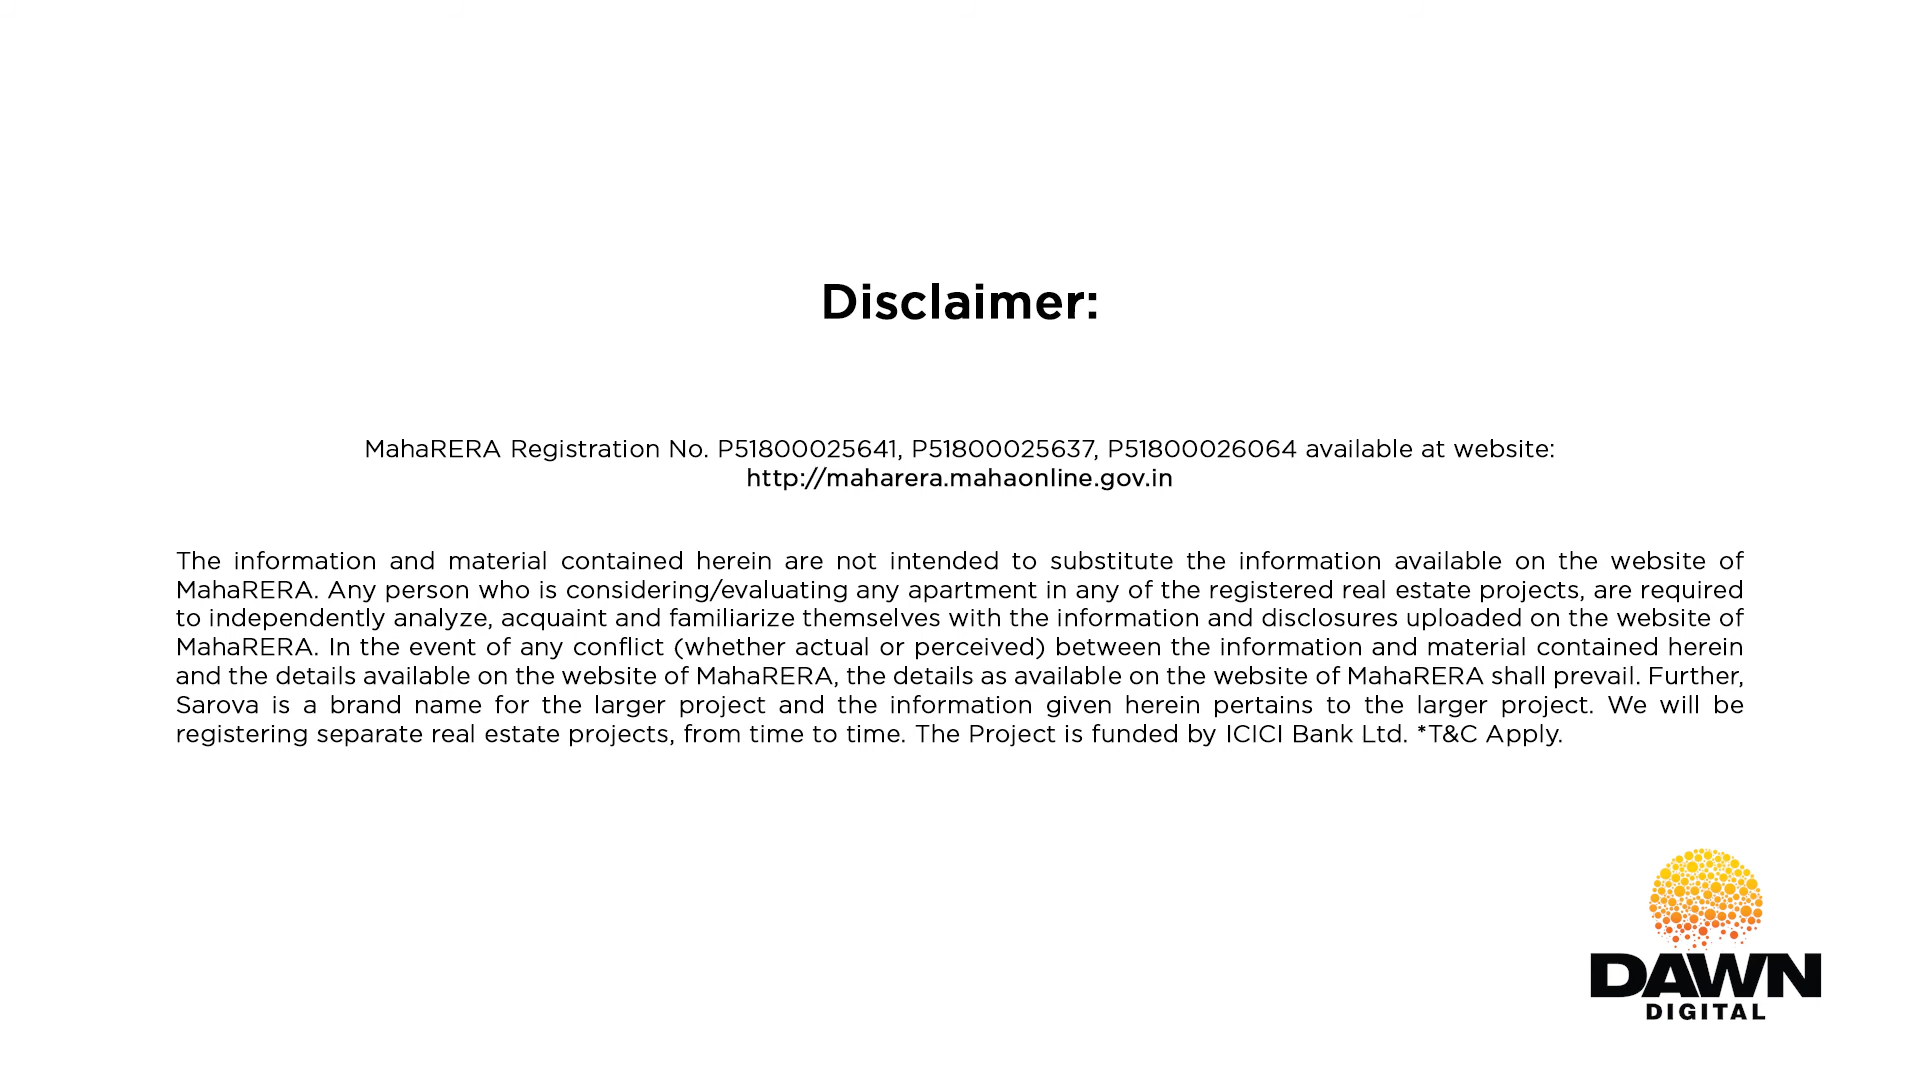 Disclaimer:
MahaRERA Registration No. P51800025641, P51800025637, P51800026064 available at website:
http://maharera.mahaonline.gov.in
The information and material contained herein are not intended to substitute the information available on the website of
MahaRERA. Any person who is considering/evaluating any apartment in any of the registered real estate projects, are required
to independently analyze, acquaint and familiarize themselves with the information and disclosures uploaded on the website of
MahaRERA. In the event of any conflict (whether actual or perceived) between the information and material contained herein
and the details available on the website of MahaRERA, the details as available on the website of MahaRERA shall prevail. Further,
Sarova is a brand name for the larger project and the information given herein pertains to the larger project. We will be
registering separate real estate projects, from time to time. The Project is funded by ICICI Bank Ltd. *T&C Apply.
DAWN
DIGITAL